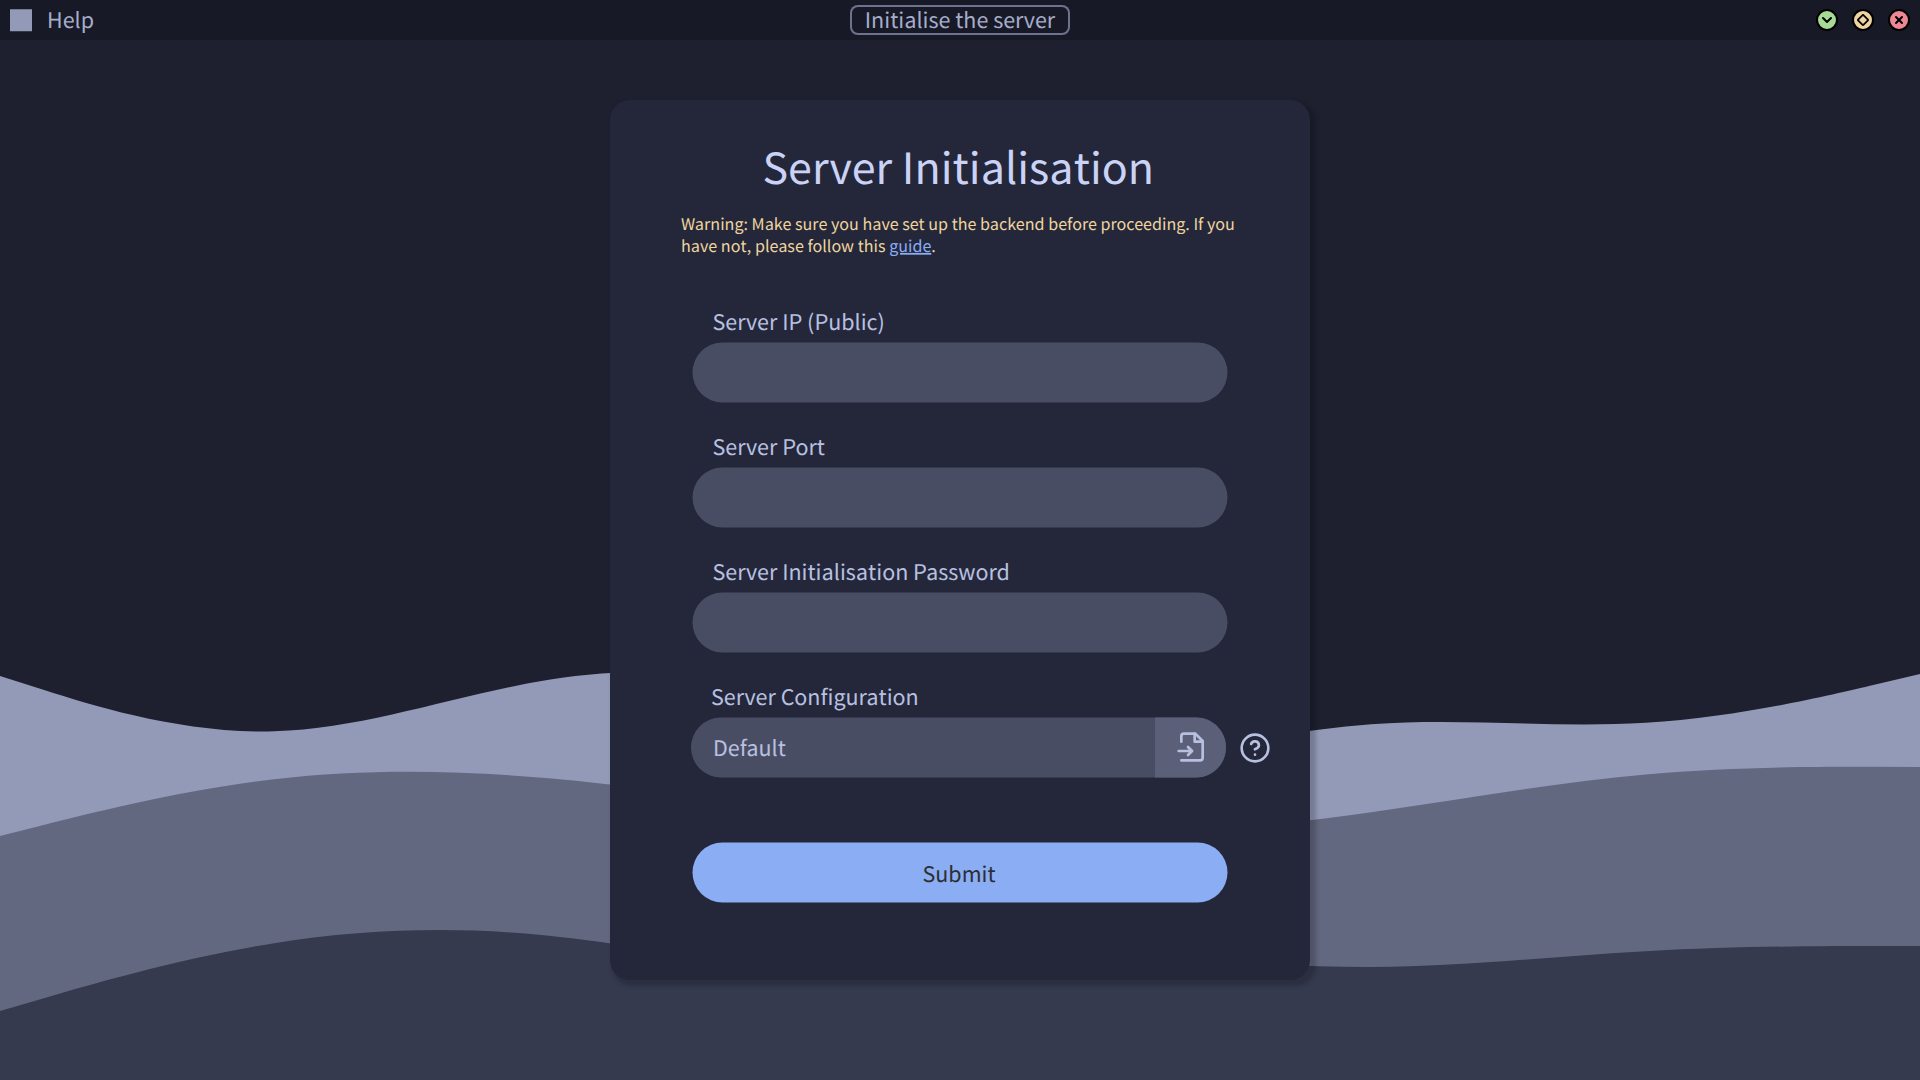 Help
Initialise the server
Server Initialisation
Warning: Make sure you have set up the backend before proceeding. If you
have not, please follow this guide.
Server IP (Public)
Server Port
Server Initialisation Password
Server Configuration
Default
Submit